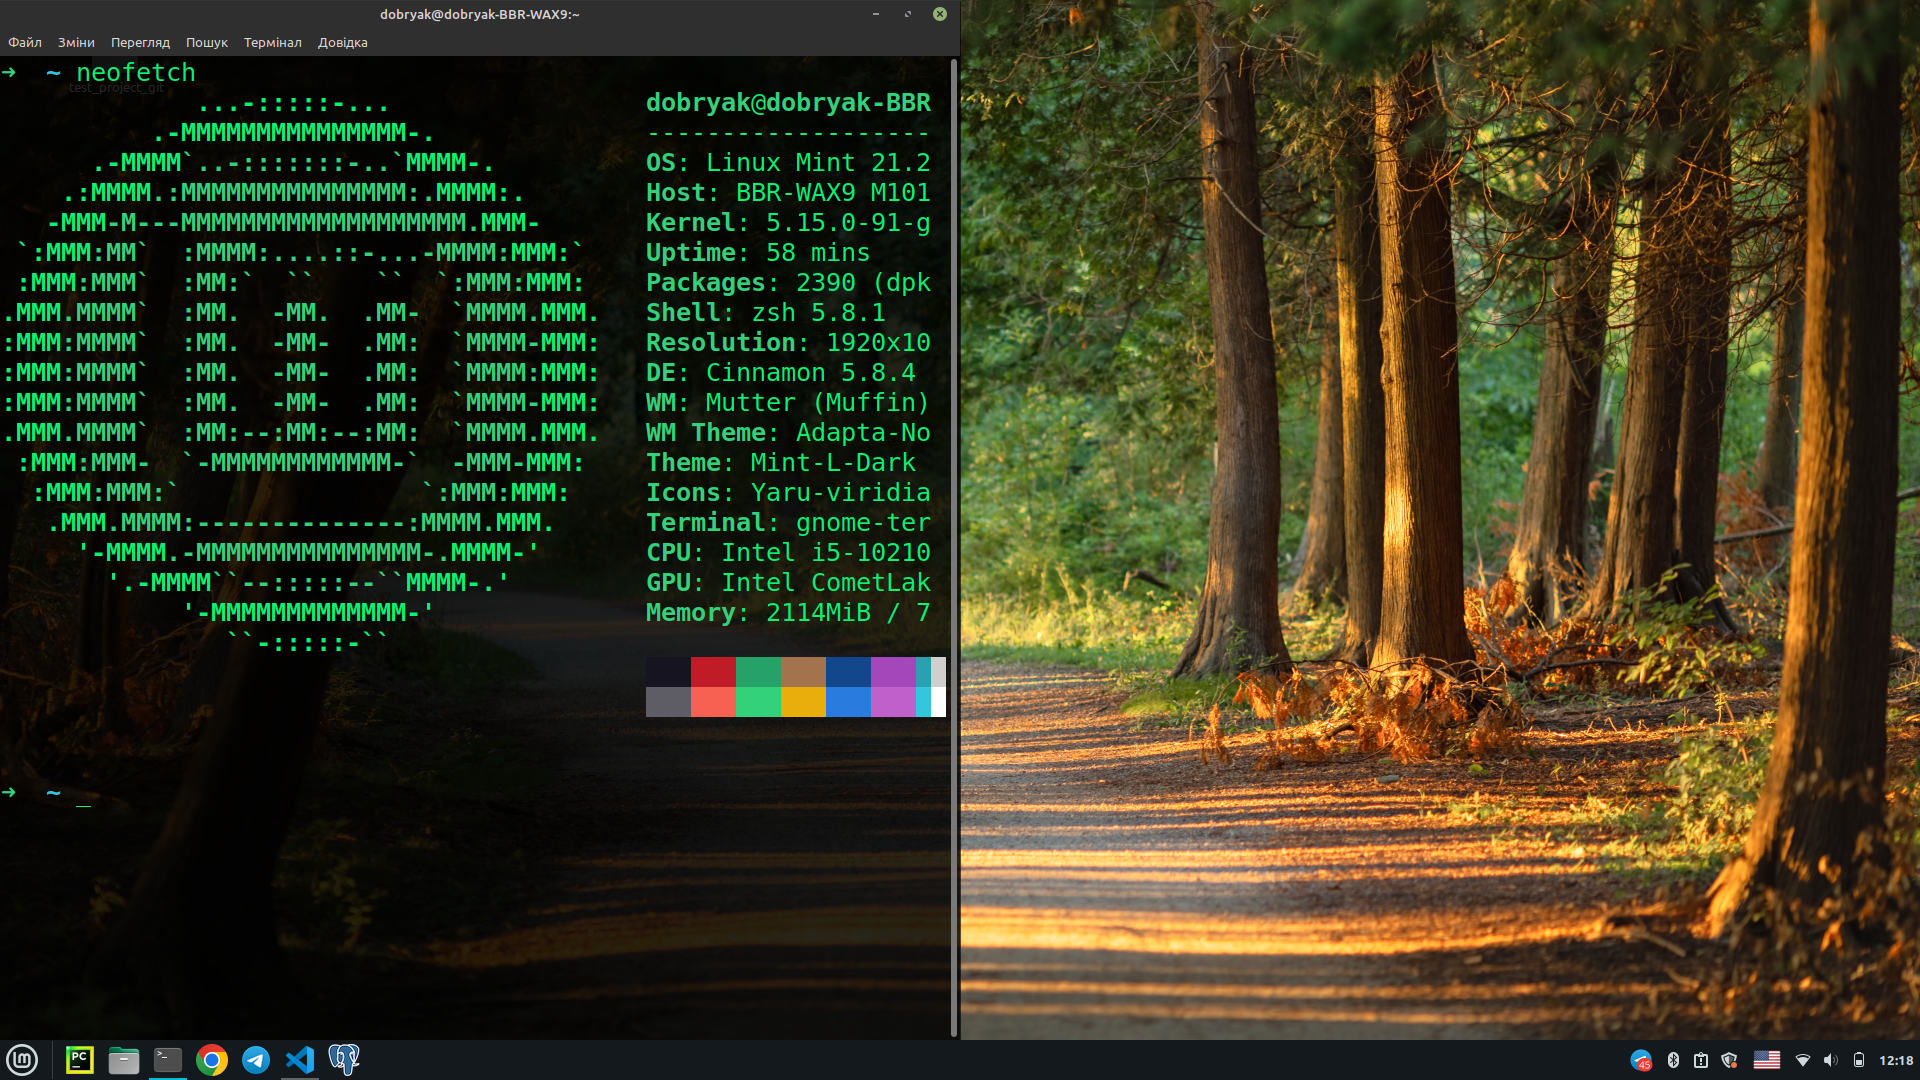 dobryak@dobryak-BBR-WAX9:~
Файл Зміни Перегляд Пошук Термінал Довідка
➜ ~ neofetch
test_project_git
...-:::::-...
.-MMMMMMMMMMMMMMM-.
.-MMMM`..-:::::::-..`MMMM-.
.:MMMM.:MMMMMMMMMMMMMMM:.MMMM:.
-MMM-M---MMMMMMMMMMMMMMMMMMM.MMM-
`:MMM:MM`  :MMMM:....::-...-MMMM:MMM:`
:MMM:MMM`  :MM:`  ``    ``  `:MMM:MMM:
.MMM.MMMM`  :MM.  -MM.  .MM-  `MMMM.MMM.
:MMM:MMMM`  :MM.  -MM-  .MM:  `MMMM-MMM:
:MMM:MMMM`  :MM.  -MM-  .MM:  `MMMM:MMM:
:MMM:MMMM`  :MM.  -MM-  .MM:  `MMMM-MMM:
.MMM.MMMM`  :MM:--:MM:--:MM:  `MMMM.MMM.
:MMM:MMM-  `-MMMMMMMMMMMM-`  -MMM-MMM:
:MMM:MMM:`                `:MMM:MMM:
.MMM.MMMM:--------------:MMMM.MMM.
'-MMMM.-MMMMMMMMMMMMMMM-.MMMM-'
'.-MMMM``--:::::--``MMMM-.'
'-MMMMMMMMMMMMM-'
``-:::::-``
dobryak@dobryak-BBR
-------------------
OS: Linux Mint 21.2
Host: BBR-WAX9 M101
Kernel: 5.15.0-91-g
Uptime: 58 mins
Packages: 2390 (dpk
Shell: zsh 5.8.1
Resolution: 1920x10
DE: Cinnamon 5.8.4
WM: Mutter (Muffin)
WM Theme: Adapta-No
Theme: Mint-L-Dark
Icons: Yaru-viridia
Terminal: gnome-ter
CPU: Intel i5-10210
GPU: Intel CometLak
Memory: 2114MiB / 7
➜ ~ _
PC
>_
45
12:18